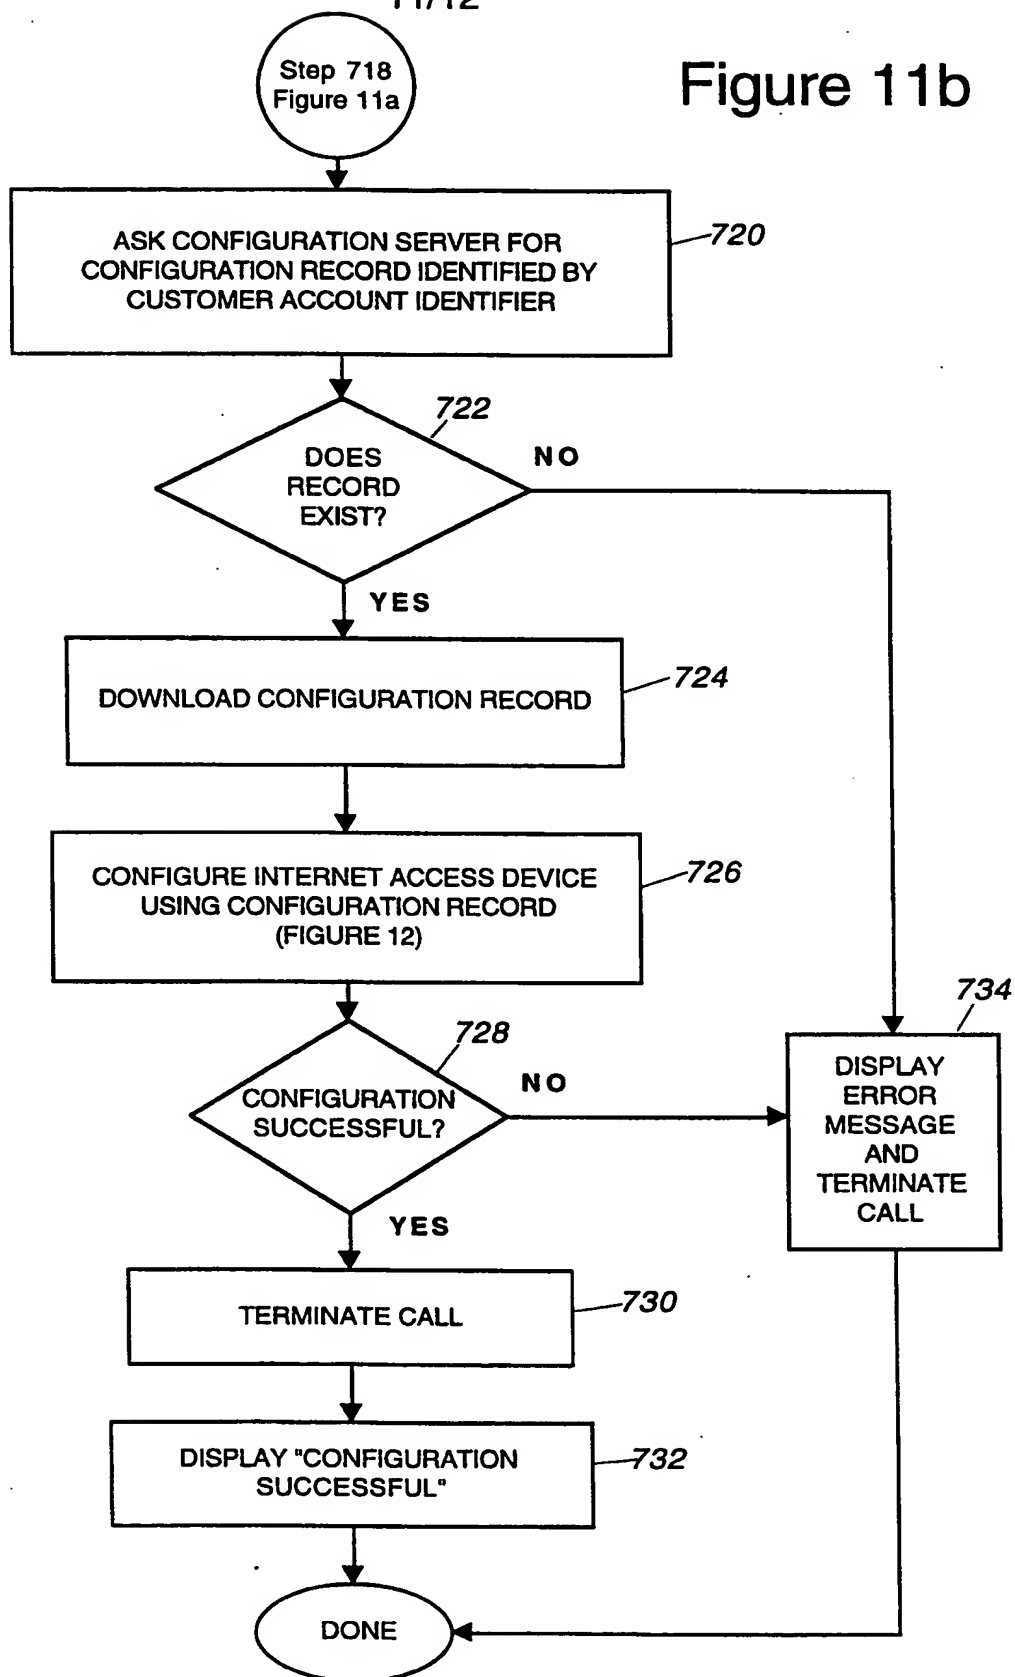 11/12
Figure 11b
Step 718
Figure 11a
ASK CONFIGURATION SERVER FOR
CONFIGURATION RECORD IDENTIFIED BY
CUSTOMER ACCOUNT IDENTIFIER
720
722
DOES
RECORD
EXIST?
NO
YES
DOWNLOAD CONFIGURATION RECORD
724
CONFIGURE INTERNET ACCESS DEVICE
USING CONFIGURATION RECORD
(FIGURE 12)
726
728
CONFIGURATION
SUCCESSFUL?
NO
YES
734
DISPLAY
ERROR
MESSAGE
AND
TERMINATE
CALL
TERMINATE CALL
730
DISPLAY "CONFIGURATION
SUCCESSFUL"
732
DONE